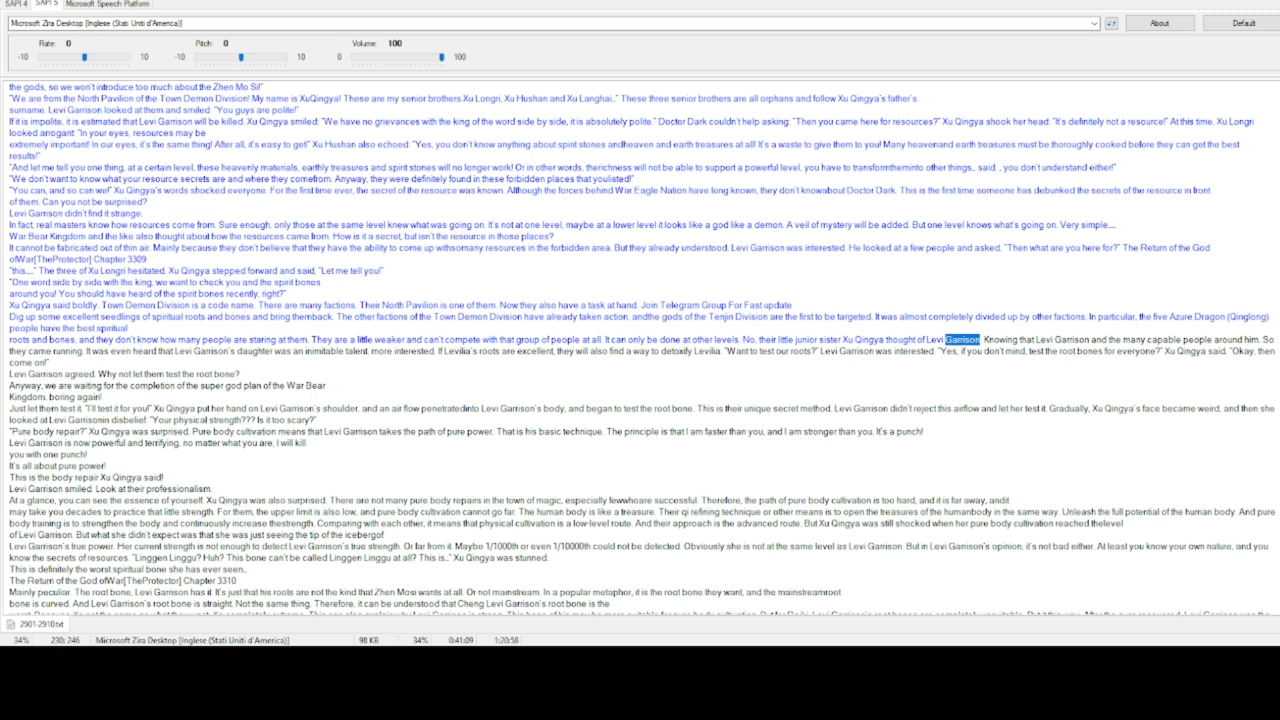 SAPI 4 SAPI 5 Microsoft Speech Platform
Microsoft Zira Desktop [Inglese (Stati Uniti d'America)] About Default
Rate: 0 Pitch: 0 Volume: 100
-10 10 -10 10 0 100
the gods, so we won't introduce too much about the Zhen Mo Si!"
"We are from the North Pavilion of the Town Demon Division! My name is XuQingya! These are my senior brothers Xu Longri, Xu Hushan and Xu Langhai.." These three senior brothers are all orphans and follow Xu Qingya's father's
surname. Levi Garrison looked at them and smiled: "You guys are polite!"
If it is impolite, it is estimated that Levi Garrison will be killed. Xu Qingya smiled: "We have no grievances with the king of the word side by side, it is absolutely polite." Doctor Dark couldn't help asking: "Then you came here for resources?" Xu Qingya shook her head: "It's definitely not a resource!" At this time, Xu Longri
looked arrogant: "In your eyes, resources may be
extremely important! In our eyes, it's the same thing! After all, it's easy to get!" Xu Hushan also echoed: "Yes, you don't know anything about spirit stones andheaven and earth treasures at all! It's a waste to give them to you! Many heavenand earth treasures must be thoroughly cooked before they can get the best
results!"
"And let me tell you one thing, at a certain level, these heavenly materials, earthly treasures and spirit stones will no longer work! Or in other words, therichness will not be able to support a powerful level, you have to transformtheminto other things,. said. , you don't understand either!"
"We don't want to know what your resource secrets are and where they comefrom. Anyway, they were definitely found in these forbidden places that youlisted!"
"You can, and so can we!" Xu Qingya's words shocked everyone. For the first time ever, the secret of the resource was known. Although the forces behind War Eagle Nation have long known, they don't knowabout Doctor Dark. This is the first time someone has debunked the secrets of the resource in front
of them. Can you not be surprised?
Levi Garrison didn't find it strange.
In fact, real masters know how resources come from. Sure enough, only those at the same level knew what was going on. It's not at one level, maybe at a lower level it looks like a god like a demon. A veil of mystery will be added. But one level knows what's going on. Very simple....
War Bear Kingdom and the like also thought about how the resources came from. How is it a secret, but isn't the resource in those places?
It cannot be fabricated out of thin air. Mainly because they don't believe that they have the ability to come up withsomany resources in the forbidden area. But they already understood. Levi Garrison was interested. He looked at a few people and asked, "Then what are you here for?" The Return of the God
ofWar[TheProtector] Chapter 3309
"this....." The three of Xu Longri hesitated. Xu Qingya stepped forward and said, "Let me tell you!"
"One word side by side with the king, we want to check you and the spirit bones
around you! You should have heard of the spirit bones recently, right?"
Xu Qingya said boldly. Town Demon Division is a code name. There are many factions. Their North Pavilion is one of them. Now they also have a task at hand. Join Telegram Group For Fast update
Dig up some excellent seedlings of spiritual roots and bones and bring themback. The other factions of the Town Demon Division have already taken action, andthe gods of the Tenjin Division are the first to be targeted. It was almost completely divided up by other factions. In particular, the five Azure Dragon (Qinglong)
people have the best spiritual
roots and bones, and they don't know how many people are staring at them. They are a little weaker and can't compete with that group of people at all. It can only be done at other levels. No, their little junior sister Xu Qingya thought of Levi Garrison. Knowing that Levi Garrison and the many capable people around him. So
they came running. It was even heard that Levi Garrison's daughter was an inimitable talent. more interested. If Levilia's roots are excellent, they will also find a way to detoxify Levilia. "Want to test our roots?" Levi Garrison was interested. "Yes, if you don't mind, test the root bones for everyone?" Xu Qingya said. "Okay, then
come on!"
Levi Garrison agreed. Why not let them test the root bone?
Anyway, we are waiting for the completion of the super god plan of the War Bear
Kingdom. boring again?
Just let them test it. "I'll test it for you!" Xu Qingya put her hand on Levi Garrison's shoulder, and an air flow penetratedinto Levi Garrison's body, and began to test the root bone. This is their unique secret method. Levi Garrison didn't reject this airflow and let her test it. Gradually, Xu Qingya's face became weird, and then she
looked at Levi Garrisonin disbelief. "Your physical strength??? Is it too scary?"
"Pure body repair?" Xu Qingya was surprised. Pure body cultivation means that Levi Garrison takes the path of pure power. That is his basic technique. The principle is that I am faster than you, and I am stronger than you. It's a punch!
Levi Garrison is now powerful and terrifying, no matter what you are, I will kill
you with one punch!
It's all about pure power!
This is the body repair Xu Qingya said!
Levi Garrison smiled. Look at their professionalism.
At a glance, you can see the essence of yourself. Xu Qingya was also surprised. There are not many pure body repairs in the town of magic, especially fewwhoare successful. Therefore, the path of pure body cultivation is too hard, and it is far away, andit
may take you decades to practice that little strength. For them, the upper limit is also low, and pure body cultivation cannot go far. The human body is like a treasure. Their qi refining technique or other means is to open the treasures of the humanbody in the same way. Unleash the full potential of the human body. And pure
body training is to strengthen the body and continuously increase thestrength. Comparing with each other, it means that physical cultivation is a low-level route. And their approach is the advanced route. But Xu Qingya was still shocked when her pure body cultivation reached thelevel
of Levi Garrison. But what she didn't expect was that she was just seeing the tip of the icebergof
Levi Garrison's true power. Her current strength is not enough to detect Levi Garrison's true strength. Or far from it. Maybe 1/1000th or even 1/10000th could not be detected. Obviously she is not at the same level as Levi Garrison. But in Levi Garrison's opinion, it's not bad either. At least you know your own nature, and you
know the secrets of resources. "Linggen Linggu? Huh? This bone can't be called Linggen Linggu at all? This is.." Xu Qingya was stunned.
This is definitely the worst spiritual bone she has ever seen..
The Return of the God ofWar[TheProtector] Chapter 3310
Mainly peculiar. The root bone, Levi Garrison has it. It's just that his roots are not the kind that Zhen Mosi wants at all. Or not mainstream. In a popular metaphor, it is the root bone they want, and the mainstreamroot
bone is curved. And Levi Garrison's root bone is straight. Not the same thing. Therefore, it can be understood that Cheng Levi Garrison's root bone is the
2901-2910.txt
34% 230: 246 Microsoft Zira Desktop [Inglese (Stati Uniti d'America)] 98 KB 34% 0:41:09 1:20:58